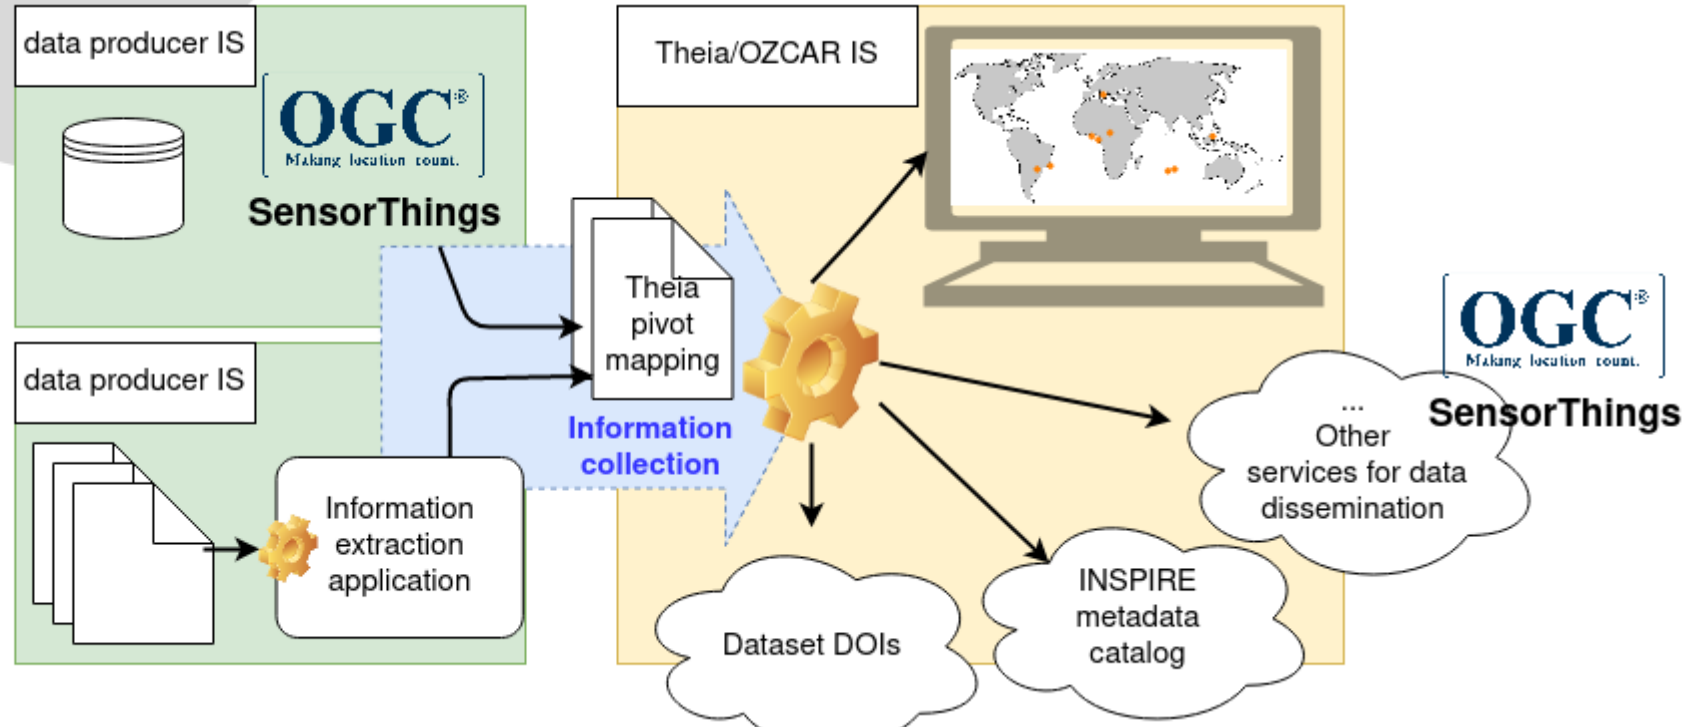 data producer IS
OGC®
Making location count.
SensorThings
Theia/OZCAR IS
Theia
pivot
mapping
Information
collection
data producer IS
Information
extraction
application
OGC®
Making location count.
SensorThings
...
Other
services for data
dissemination
INSPIRE
metadata
catalog
Dataset DOIs